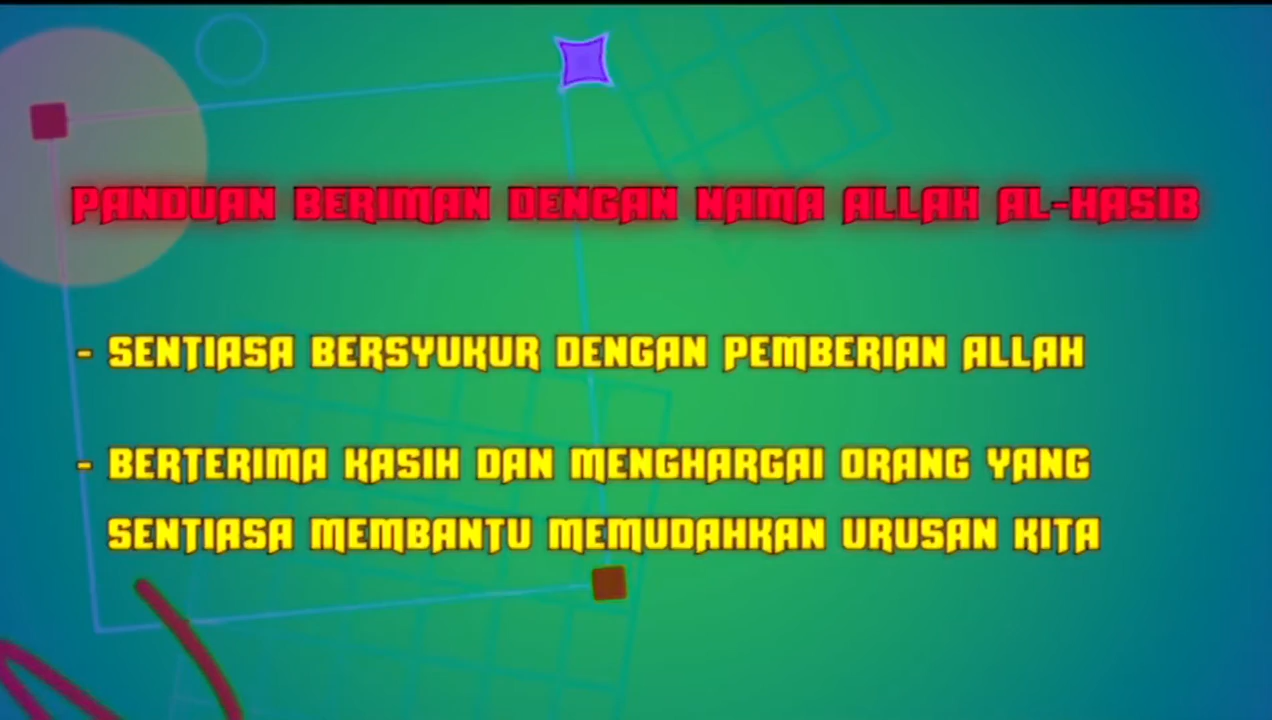 PANDUAN BERIMAN DENGAN NAMA ALLAH AL-HASIB
- SENTIASA BERSYUKUR DENGAN PEMBERIAN ALLAH
- BERTERIMA KASIH DAN MENGHARGAI ORANG YANG
SENTIASA MEMBANTU MEMUDAHKAN URUSAN KITA